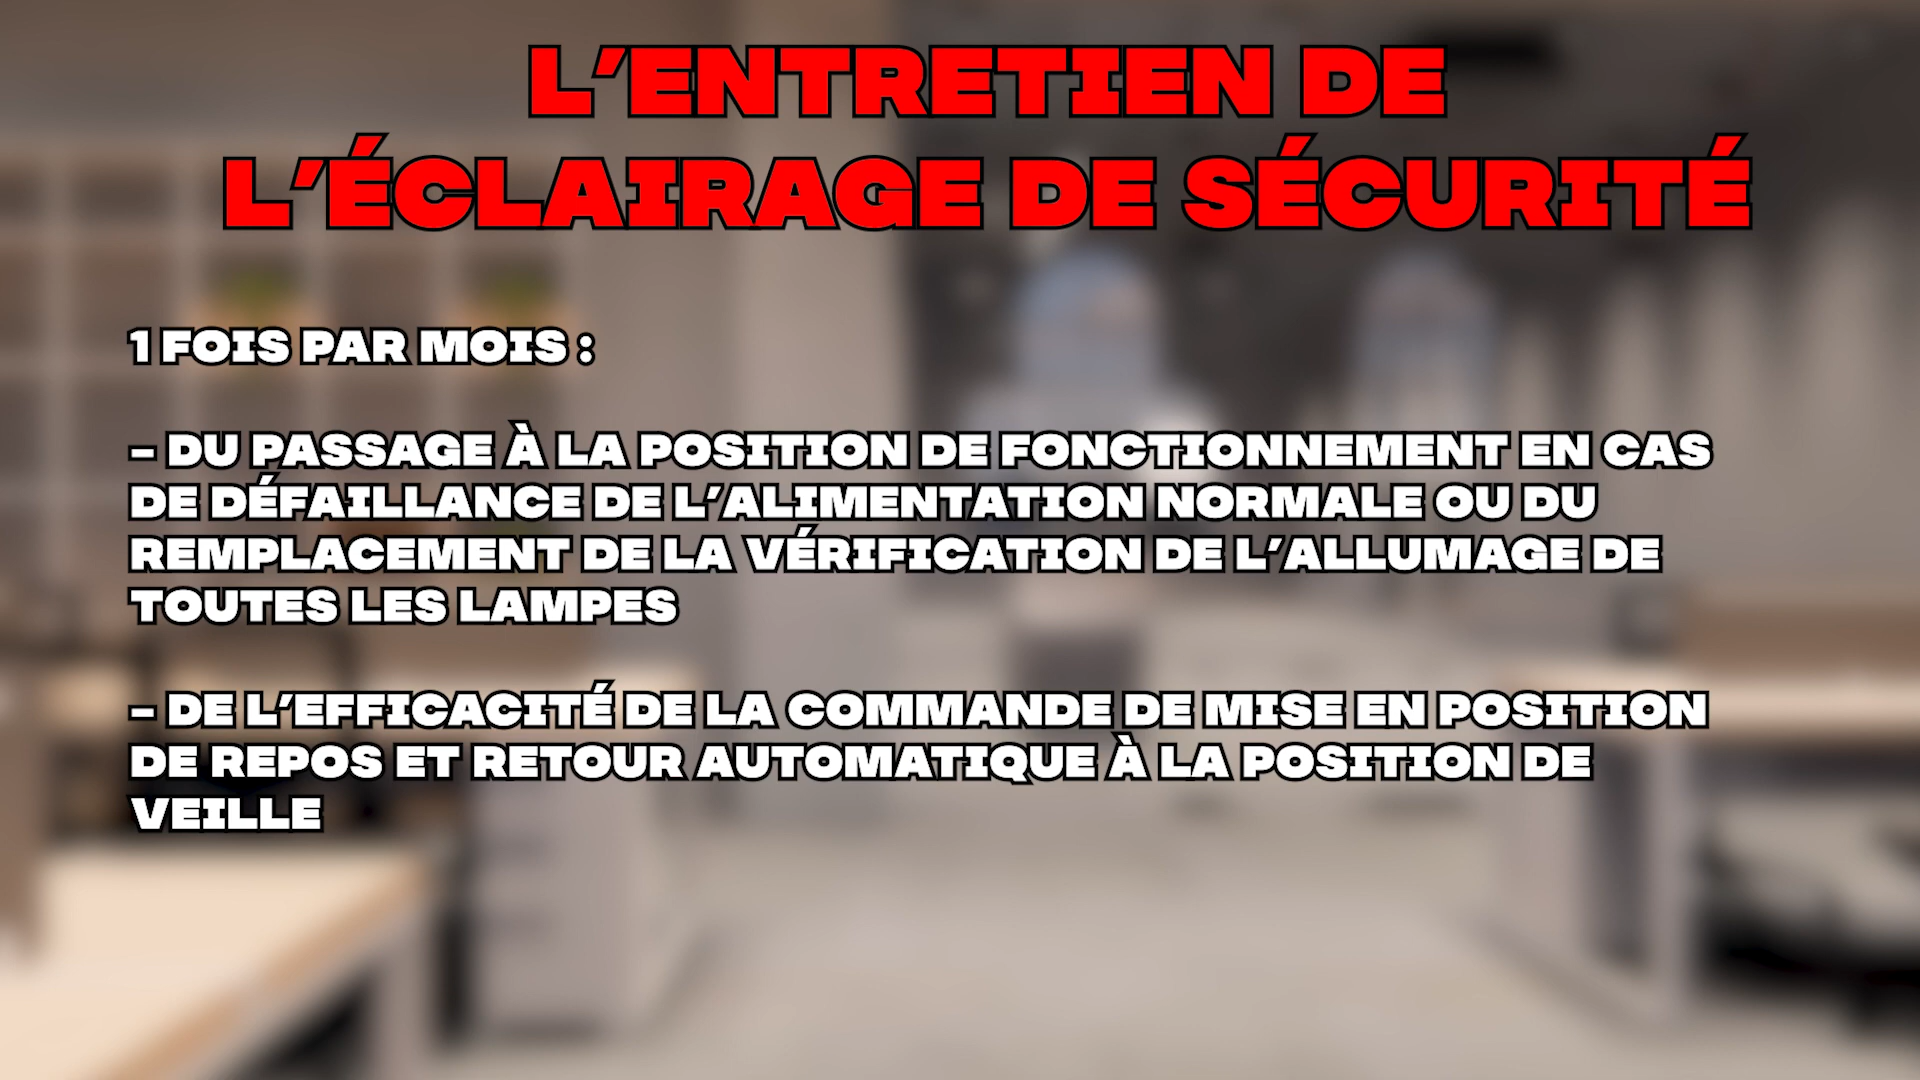 L'ENTRETIEN DE
L'ÉCLAIRAGE DE SÉCURITÉ
1 FOIS PAR MOIS :
- DU PASSAGE À LA POSITION DE FONCTIONNEMENT EN CAS
DE DÉFAILLANCE DE L'ALIMENTATION NORMALE OU DU
REMPLACEMENT DE LA VÉRIFICATION DE L'ALLUMAGE DE
TOUTES LES LAMPES
- DE L'EFFICACITÉ DE LA COMMANDE DE MISE EN POSITION
DE REPOS ET RETOUR AUTOMATIQUE À LA POSITION DE
VEILLE